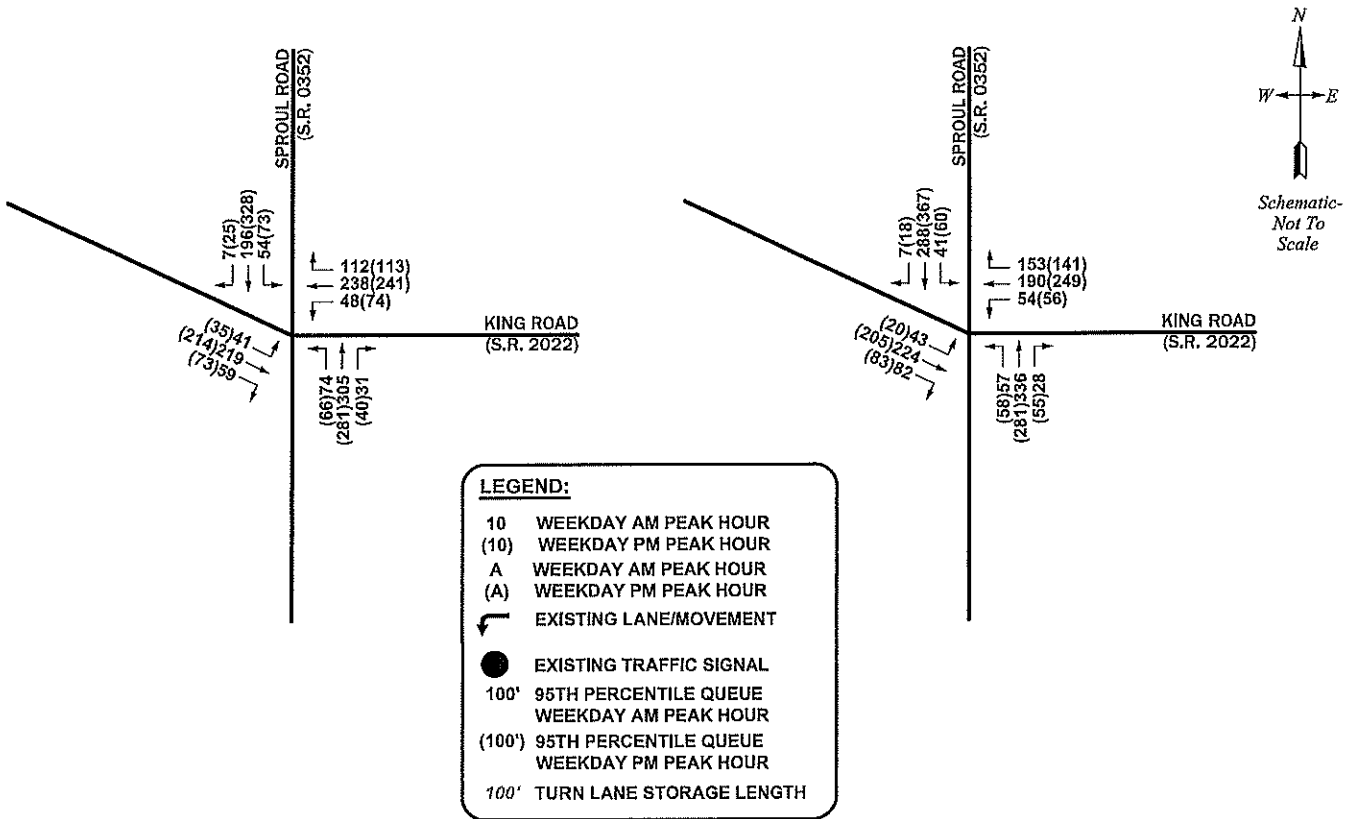 SPROUL ROAD
(S.R. 0352)
7(25)
196(328)
54(73)
112(113)
238(241)
48(74)
KING ROAD
(S.R. 2022)
(35)41
(214)219
(73)59
(66)74
(281)305
(40)31
SPROUL ROAD
(S.R. 0352)
7(18)
288(367)
41(60)
153(141)
190(249)
54(56)
KING ROAD
(S.R. 2022)
(20)43
(205)224
(83)82
(58)57
(281)336
(55)28
N
W E
Schematic-
Not To
Scale
LEGEND:
10 WEEKDAY AM PEAK HOUR
(10) WEEKDAY PM PEAK HOUR
A WEEKDAY AM PEAK HOUR
(A) WEEKDAY PM PEAK HOUR
EXISTING LANE/MOVEMENT
EXISTING TRAFFIC SIGNAL
100' 95TH PERCENTILE QUEUE
WEEKDAY AM PEAK HOUR
(100') 95TH PERCENTILE QUEUE
WEEKDAY PM PEAK HOUR
100' TURN LANE STORAGE LENGTH